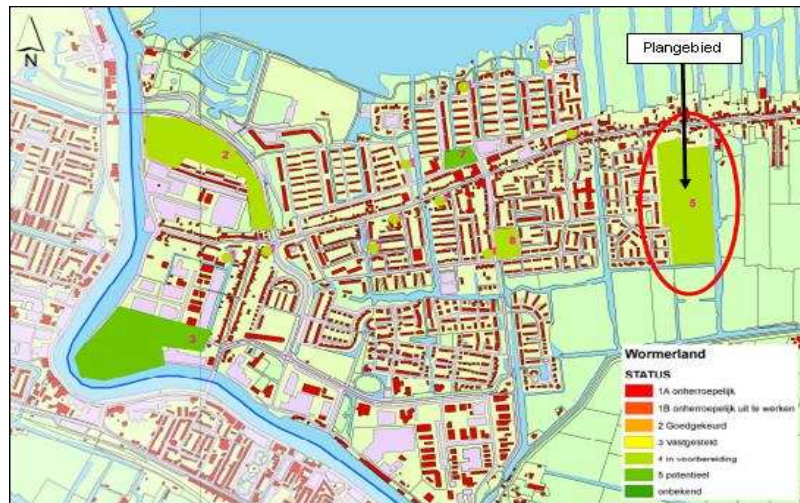 N
Plangebied
2
7
5
8
3
Wormerland
STATUS
1A onherroepelijk
1B onherroepelijk uit te werken
2 Goedgekeurd
3 Vastgesteld
4 in voorbereiding
5 potentieel
onbekend